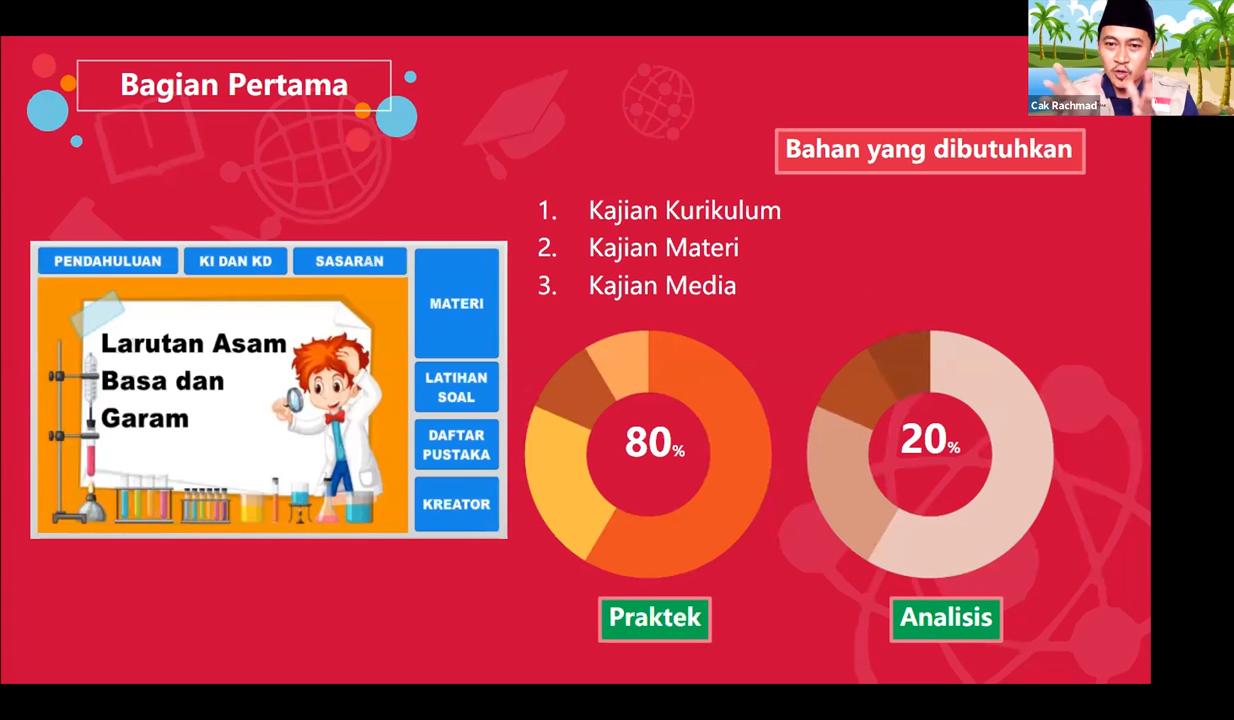 Bagian Pertama
Cak Rachmad
Bahan yang dibutuhkan
1. Kajian Kurikulum
2. Kajian Materi
3. Kajian Media
PENDAHULUAN
KI DAN KD
SASARAN
MATERI
Larutan Asam
Basa dan
Garam
LATIHAN
SOAL
DAFTAR
PUSTAKA
KREATOR
80%
20%
Praktek
Analisis